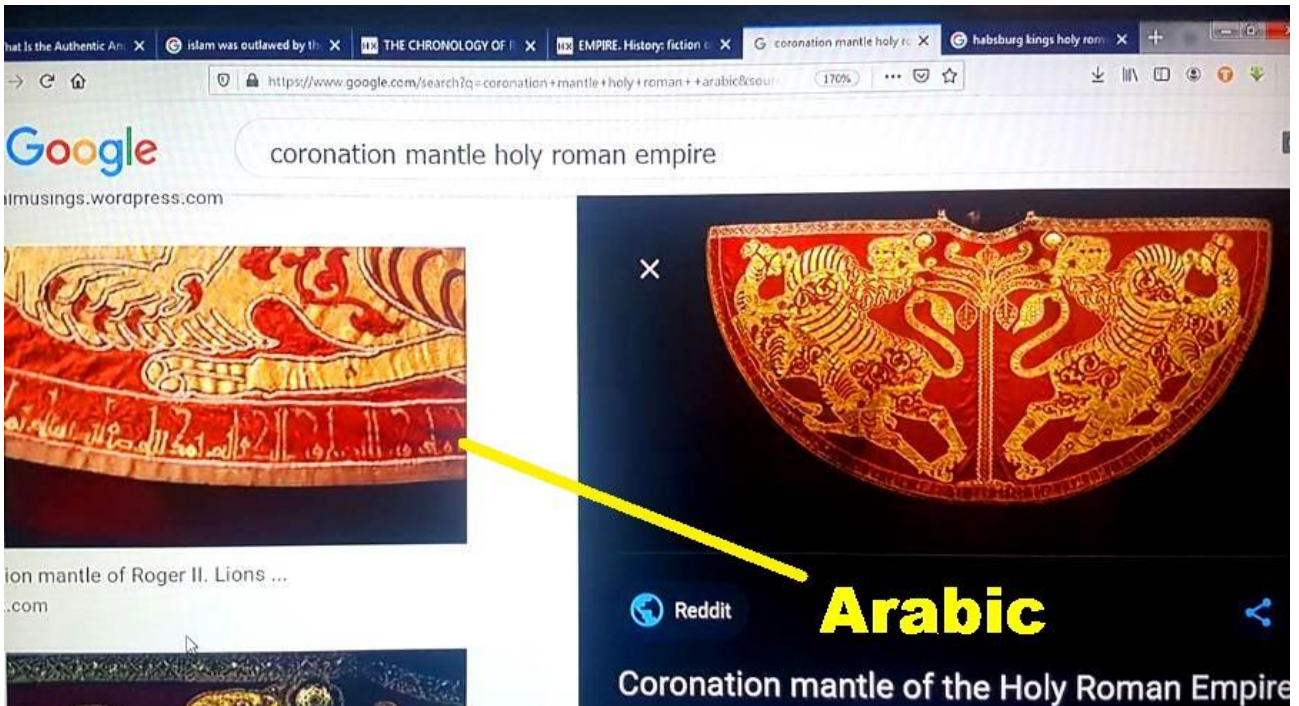 hat Is the Authentic An
islam was outlawed by th
THE CHRONOLOGY OF
EMPIRE. History: fiction
coronation mantle holy ro
habsburg kings holy rom
https://www.google.com/search?q=coronation+mantle+holy+roman++arabic&sour
170%
Google
coronation mantle holy roman empire
almusings.wordpress.com
ion mantle of Roger II. Lions ...
.com
Reddit
Arabic
Coronation mantle of the Holy Roman Empire